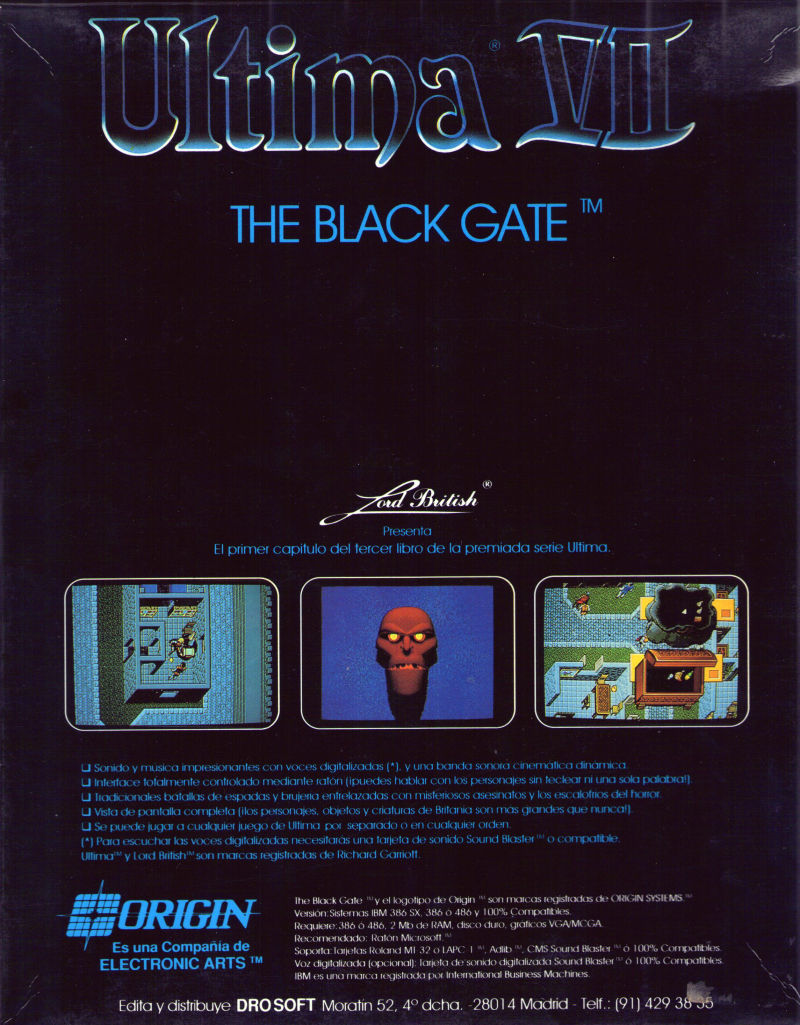 Ultima® VII
THE BLACK GATE™
Lord British®
Presenta
El primer capitulo del tercer libro de la premiada serie Ultima.
❑ Sonido y musica impresionantes con voces digitalizadas (*), y una banda sonora cinemática dinámica.
❑ Interface totalmente controlado mediante ratón (¡puedes hablar con los personajes sin teclear ni una sola palabra!).
❑ Tradicionales batallas de espadas y brujeria entrelazadas con misteriosos asesinatos y los escalofrios del horror.
❑ Vista de pantalla completa (¡los personajes, objetos y criaturas de Britania son más grandes que nunca!).
❑ Se puede jugar a cualquier juego de Ultima por separado o en cualquier orden.
(*) Para escuchar las voces digitalizadas necesitarás una tarjeta de sonido Sound Blaster™ o compatible.
Ultima™ y Lord British™ son marcas registradas de Richard Garriott.
ORIGIN
Es una Compañía de
ELECTRONIC ARTS™
The Black Gate™ y el logotipo de Origin™ son marcas registradas de ORIGIN SYSTEMS.™
Versión: Sistemas IBM 386 SX, 386 ó 486 y 100% Compatibles.
Requiere: 386 ó 486, 2 Mb de RAM, disco duro, gráficos VGA/MCGA.
Recomendado: Ratón Microsoft.™
Soporta: Tarjetas Roland MT-32 ó LAPC-1™, Adlib™, CMS Sound Blaster™ ó 100% Compatibles.
Voz digitalizada (opcional): Tarjeta de sonido digitalizada Sound Blaster™ ó 100% Compatibles.
IBM es una marca registrada por International Business Machines.
Edita y distribuye DROSOFT Moratín 52, 4º dcha. -28014 Madrid - Telf.: (91) 429 38 35